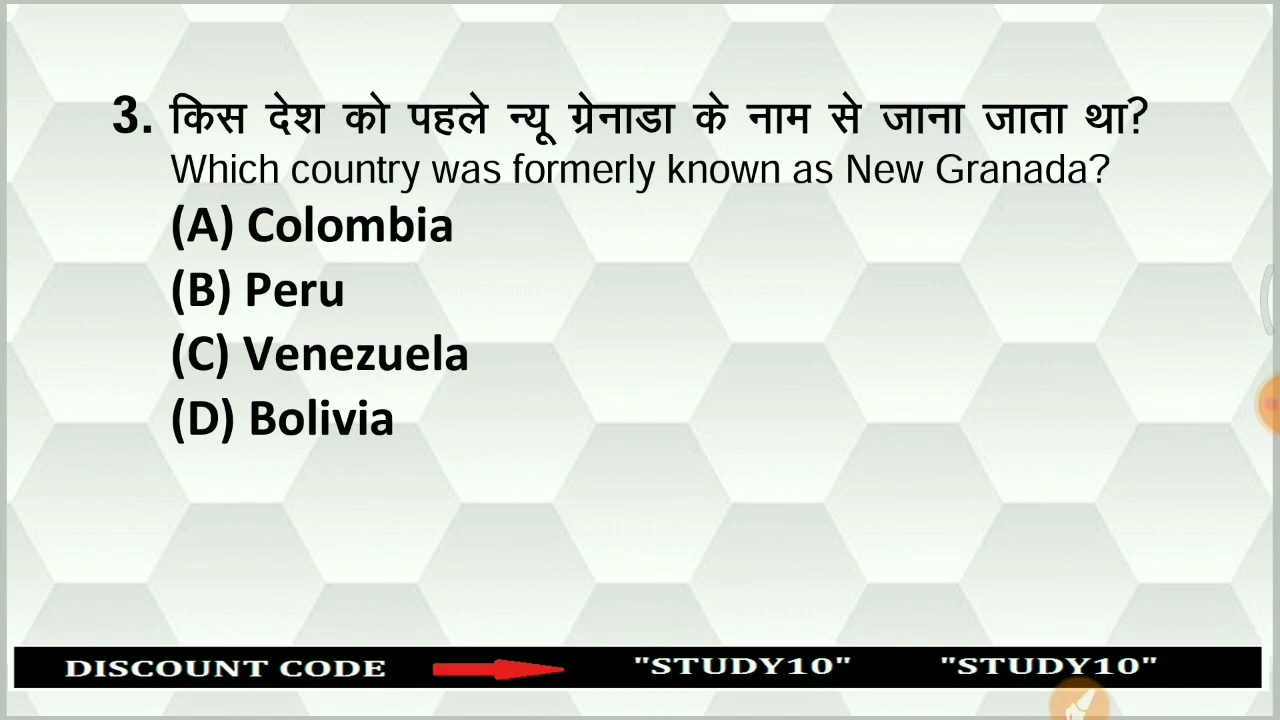 3. किस देश को पहले न्यू ग्रेनाडा के नाम से जाना जाता था?
Which country was formerly known as New Granada?
(A) Colombia
(B) Peru
(C) Venezuela
(D) Bolivia
DISCOUNT CODE "STUDY10" "STUDY10"